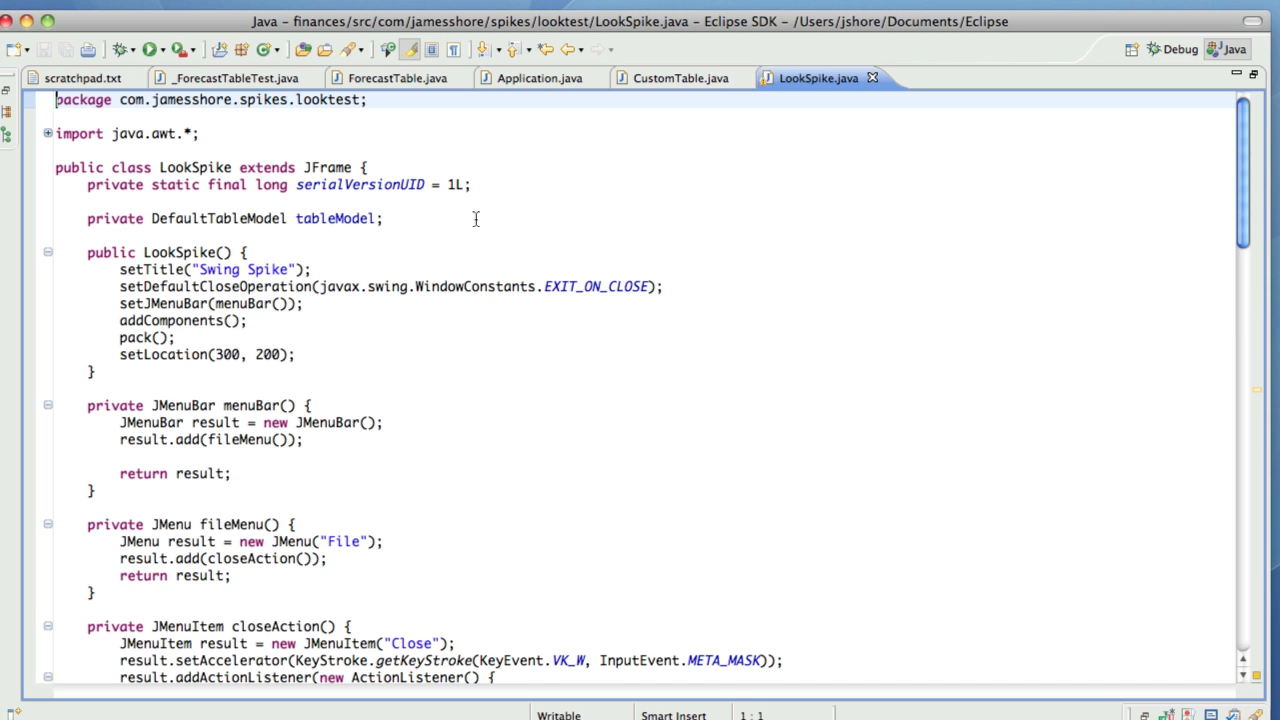 Java - finances/src/com/jamesshore/spikes/looktest/LookSpike.java - Eclipse SDK - /Users/jshore/Documents/Eclipse
Debug Java
scratchpad.txt _ForecastTableTest.java ForecastTable.java Application.java CustomTable.java LookSpike.java
package com.jamesshore.spikes.looktest;
import java.awt.*;
public class LookSpike extends JFrame {
private static final long serialVersionUID = 1L;
private DefaultTableModel tableModel;
public LookSpike() {
setTitle("Swing Spike");
setDefaultCloseOperation(javax.swing.WindowConstants.EXIT_ON_CLOSE);
setJMenuBar(menuBar());
addComponents();
pack();
setLocation(300, 200);
}
private JMenuBar menuBar() {
JMenuBar result = new JMenuBar();
result.add(fileMenu());
return result;
}
private JMenu fileMenu() {
JMenu result = new JMenu("File");
result.add(closeAction());
return result;
}
private JMenuItem closeAction() {
JMenuItem result = new JMenuItem("Close");
result.setAccelerator(KeyStroke.getKeyStroke(KeyEvent.VK_W, InputEvent.META_MASK));
result.addActionListener(new ActionListener() {
Writable Smart Insert 1 : 1